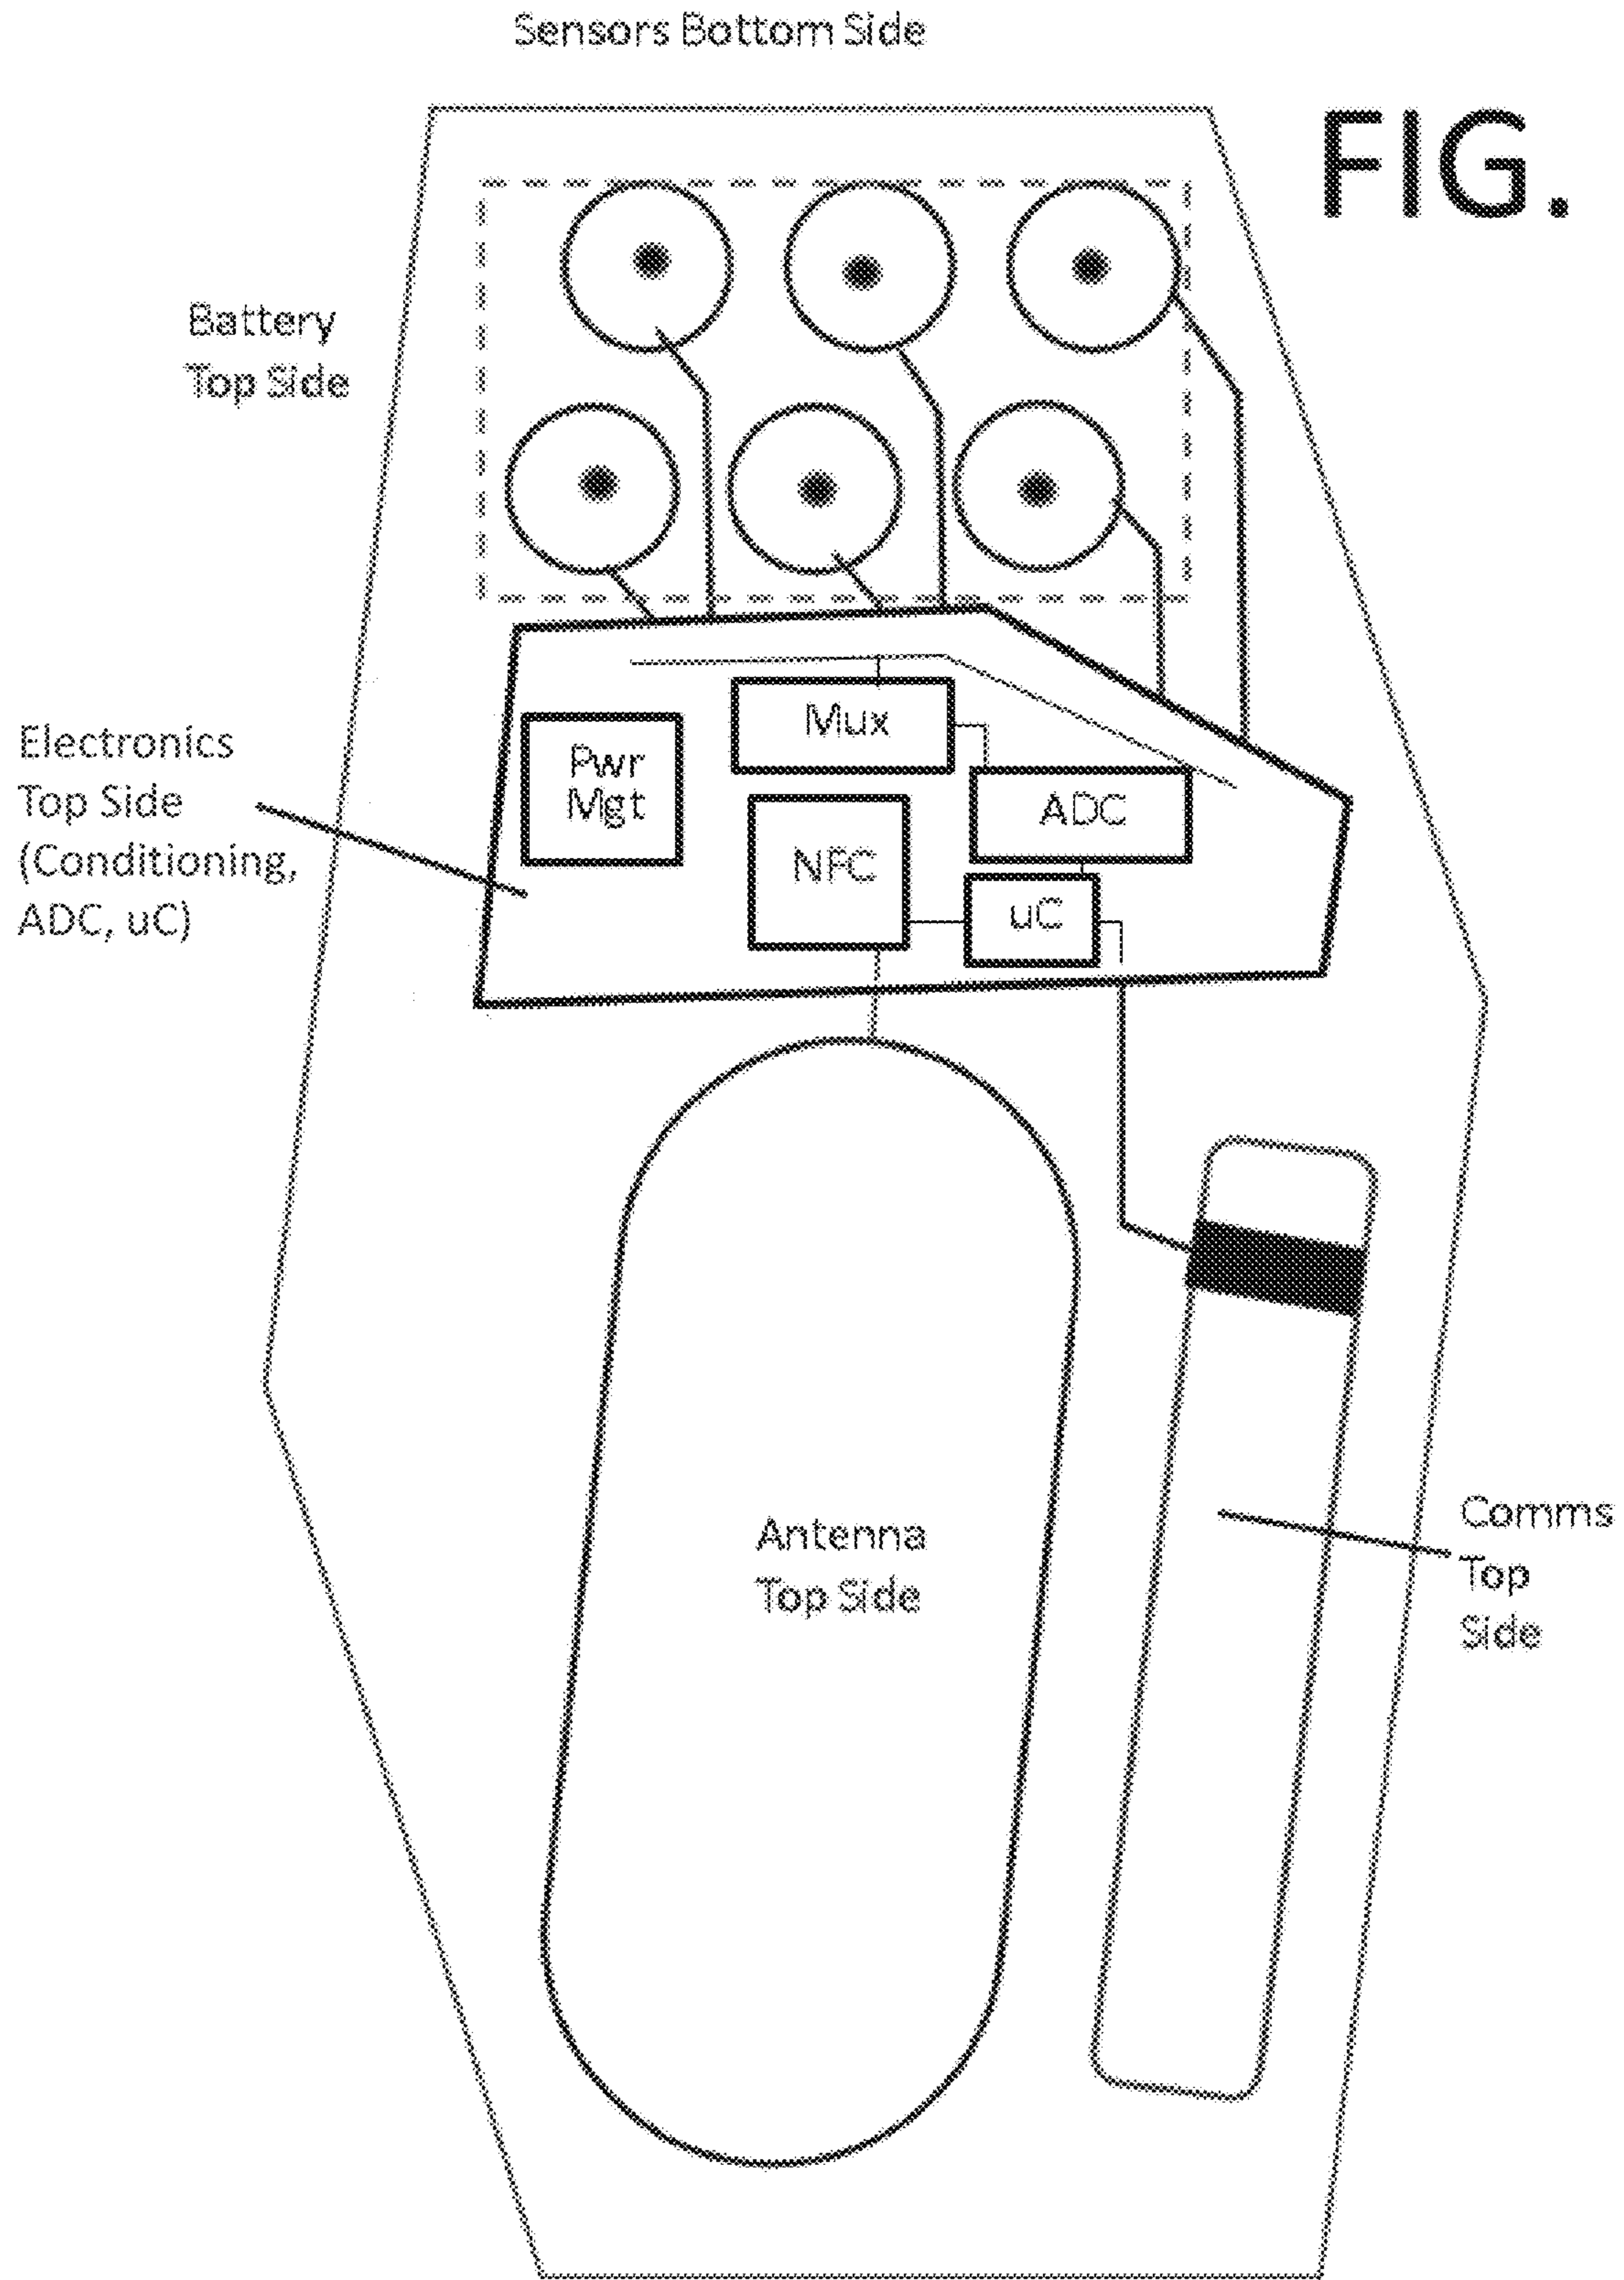 Sensors Bottom Side
FIG.
Battery
Top Side
Electronics
Top Side
(Conditioning,
ADC, uC)
Mux
Pwr
Mgt
ADC
NFC
uC
Antenna
Top Side
Comms
Top
Side